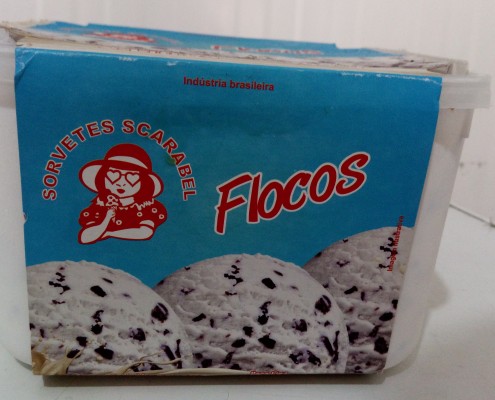 Indústria brasileira
SORVETES SCARABEL
Flocos